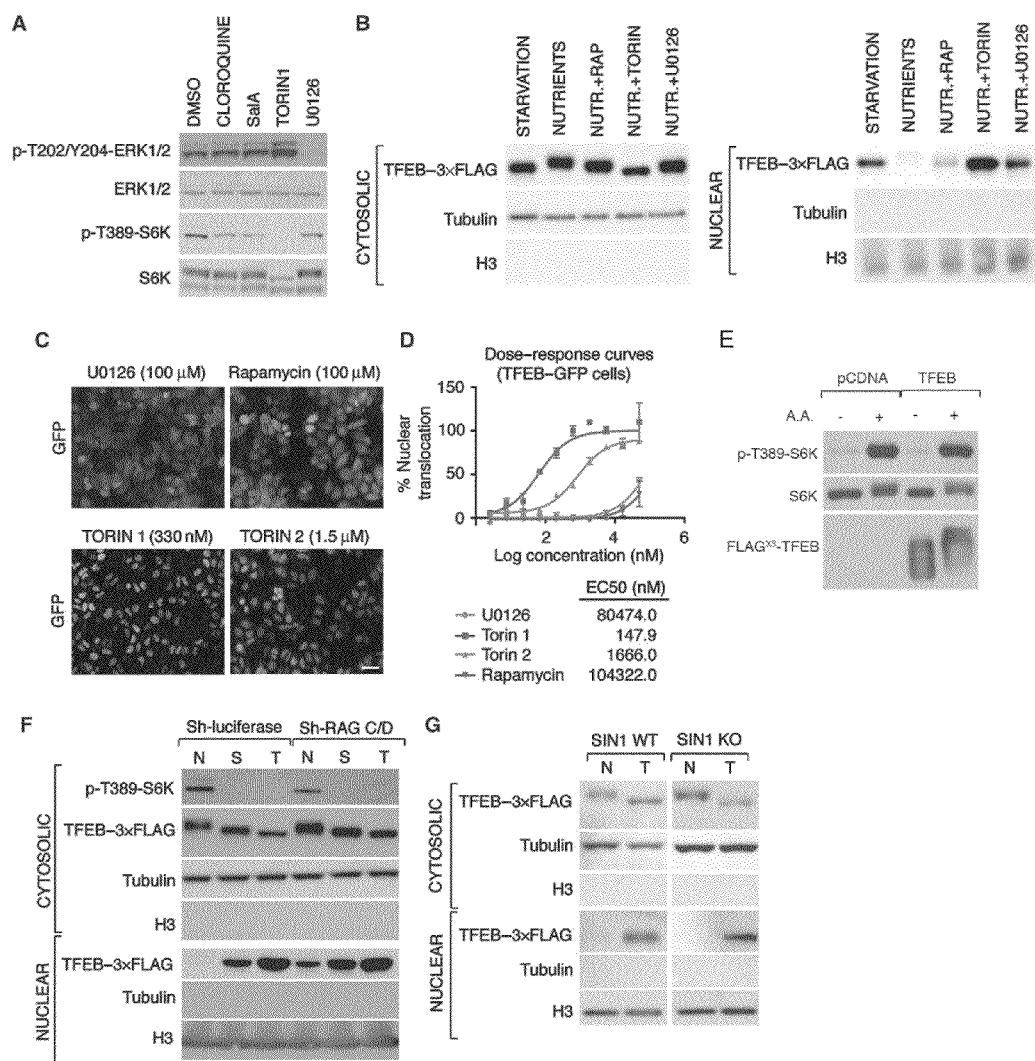 A
DMSO
CLOROQUINE
SalA
TORIN1
U0126
p-T202/Y204-ERK1/2
ERK1/2
p-T389-S6K
S6K
B
STARVATION
NUTRIENTS
NUTR.+RAP
NUTR.+TORIN
NUTR.+U0126
CYTOSOLIC
TFEB–3×FLAG
Tubulin
H3
STARVATION
NUTRIENTS
NUTR.+RAP
NUTR.+TORIN
NUTR.+U0126
NUCLEAR
TFEB–3×FLAG
Tubulin
H3
C
U0126 (100 µM) Rapamycin (100 µM)
GFP
TORIN 1 (330 nM) TORIN 2 (1.5 µM)
GFP
D
Dose–response curves
(TFEB–GFP cells)
% Nuclear
translocation
150
100
50
0
0 2 4 6
Log concentration (nM)
EC50 (nM)
U0126 80474.0
Torin 1 147.9
Torin 2 1666.0
Rapamycin 104322.0
E
pCDNA TFEB
A.A. - + - +
p-T389-S6K
S6K
FLAGX3-TFEB
F
Sh-luciferase Sh-RAG C/D
N S T N S T
CYTOSOLIC
p-T389-S6K
TFEB–3×FLAG
Tubulin
H3
NUCLEAR
TFEB–3×FLAG
Tubulin
H3
G
SIN1 WT SIN1 KO
N T N T
CYTOSOLIC
TFEB–3×FLAG
Tubulin
H3
NUCLEAR
TFEB–3×FLAG
Tubulin
H3